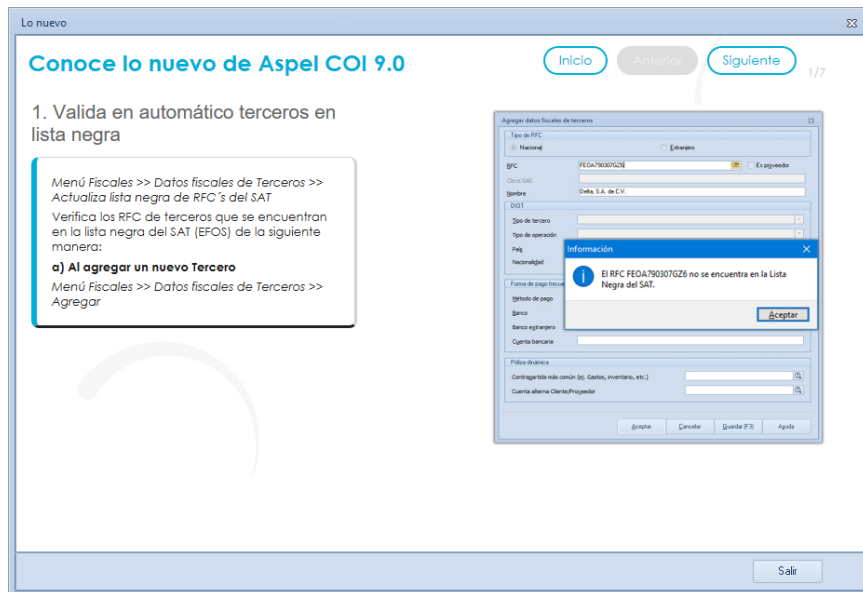 Lo nuevo
Conoce lo nuevo de Aspel COI 9.0
Inicio
Anterior
Siguiente
1/7
1. Valida en automático terceros en
lista negra
Menú Fiscales >> Datos fiscales de Terceros >>
Actualiza lista negra de RFC´s del SAT
Verifica los RFC de terceros que se encuentran
en la lista negra del SAT (EFOS) de la siguiente
manera:
a) Al agregar un nuevo Tercero
Menú Fiscales >> Datos fiscales de Terceros >>
Agregar
Agregar datos fiscales de terceros
Tipo de RFC
Nacional
Extranjero
RFC
FEOA790307GZ6
Es proveedor
Clave SAE
Nombre
Delta, S.A. de C.V.
DIOT
Tipo de tercero
Tipo de operación
País
Nacionalidad
Información
El RFC FEOA790307GZ6 no se encuentra en la Lista
Negra del SAT.
Aceptar
Forma de pago frecue
Método de pago
Banco
Banco extranjero
Cuenta bancaria
Póliza dinámica
Contrapartida más común (ej. Gastos, inventario, etc.)
Cuenta alterna Cliente/Proveedor
Aceptar
Cancelar
Guardar (F3)
Ayuda
Salir